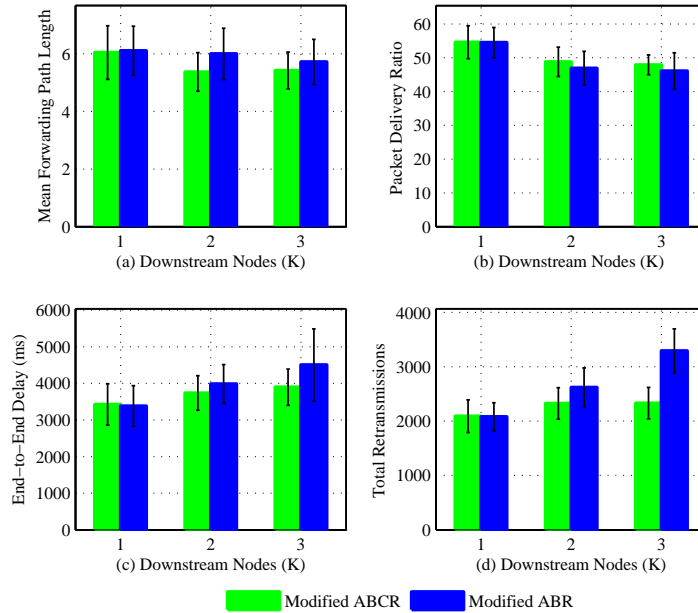 Mean Forwarding Path Length
6
4
2
0
1 2 3
(a) Downstream Nodes (K)
Packet Delivery Ratio
60
50
40
30
20
10
0
1 2 3
(b) Downstream Nodes (K)
End−to−End Delay (ms)
6000
5000
4000
3000
2000
1000
0
1 2 3
(c) Downstream Nodes (K)
Total Retransmissions
4000
3000
2000
1000
0
1 2 3
(d) Downstream Nodes (K)
Modified ABCR Modified ABR